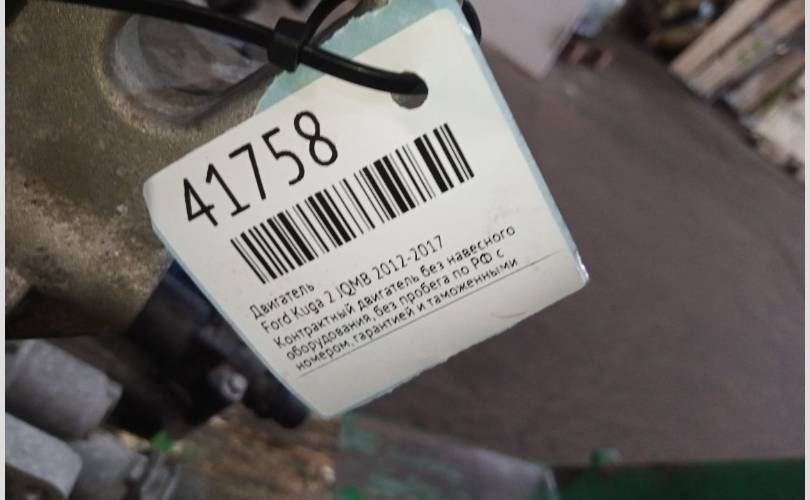 41758
Двигатель
Ford Kuga 2 JQMB 2012-2017
Контрактный двигатель без навесного
оборудования, без пробега по РФ с
номером, гарантией и таможенными